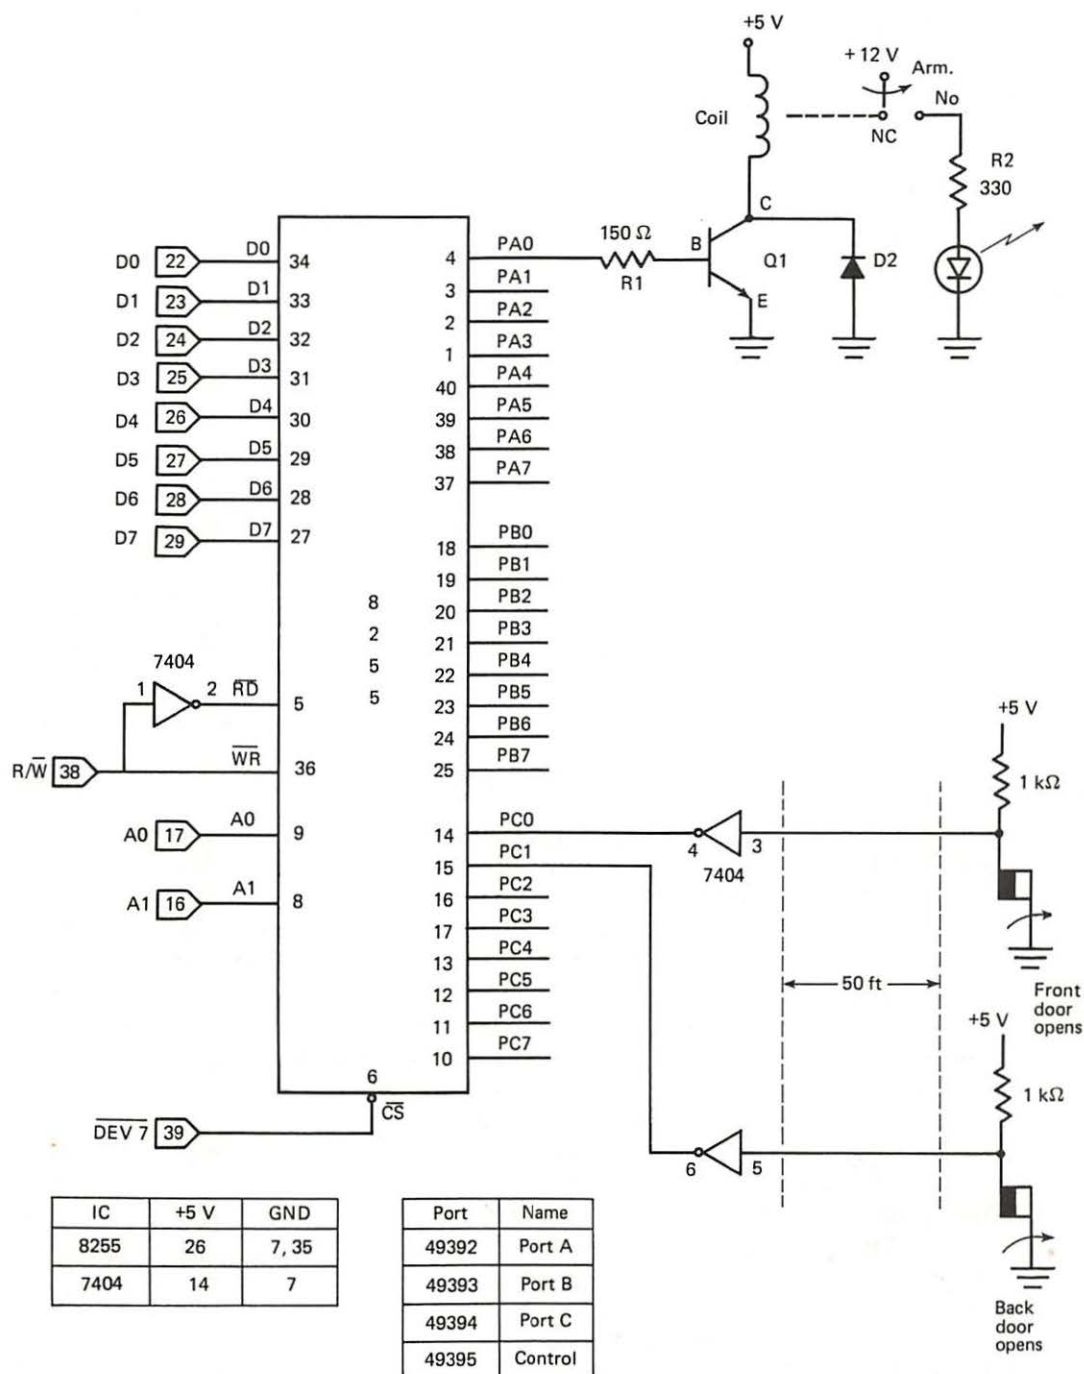 +5 V
+ 12 V
Arm.
No
Coil
NC
R2
330
C
150 Ω
B
Q1
D2
R1
E
D0 22 D0 34
D1 23 D1 33
D2 24 D2 32
D3 25 D3 31
D4 26 D4 30
D5 27 D5 29
D6 28 D6 28
D7 29 D7 27
4 PA0
3 PA1
2 PA2
1 PA3
40 PA4
39 PA5
38 PA6
37 PA7
18 PB0
19 PB1
20 PB2
21 PB3
22 PB4
23 PB5
24 PB6
25 PB7
8
2
5
5
7404
1 2 R̅D̅ 5
R/W̅ 38 W̅R̅ 36
A0 17 A0 9
A1 16 A1 8
14 PC0
15 PC1
16 PC2
17 PC3
13 PC4
12 PC5
11 PC6
10 PC7
4 3
7404
+5 V
1 kΩ
50 ft
Front
door
opens
+5 V
1 kΩ
6 5
Back
door
opens
6
C̅S̅
D̅E̅V̅ 7̅ 39
IC +5 V GND
8255 26 7, 35
7404 14 7
Port Name
49392 Port A
49393 Port B
49394 Port C
49395 Control